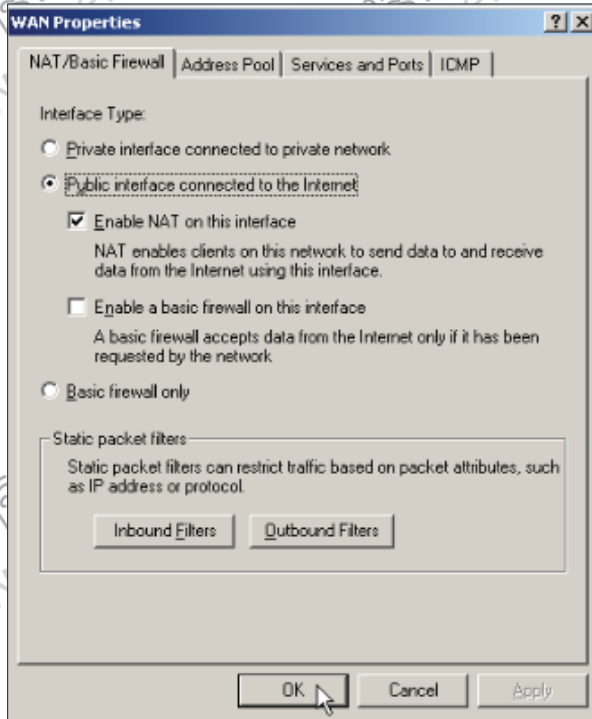 WAN Properties
NAT/Basic Firewall Address Pool Services and Ports ICMP
Interface Type:
Private interface connected to private network
Public interface connected to the Internet
Enable NAT on this interface
NAT enables clients on this network to send data to and receive
data from the Internet using this interface.
Enable a basic firewall on this interface
A basic firewall accepts data from the Internet only if it has been
requested by the network
Basic firewall only
Static packet filters
Static packet filters can restrict traffic based on packet attributes, such
as IP address or protocol.
Inbound Filters Outbound Filters
OK Cancel Apply